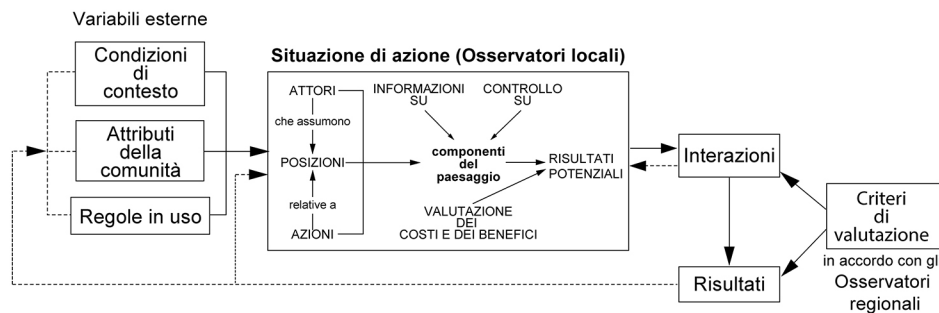 Variabili esterne
Condizioni
di
contesto
Attributi
della
comunità
Regole in uso
Situazione di azione (Osservatori locali)
ATTORI
che assumono
POSIZIONI
relative a
AZIONI
INFORMAZIONI
SU
CONTROLLO
SU
componenti
del
paesaggio
RISULTATI
POTENZIALI
VALUTAZIONE
DEI
COSTI E DEI BENEFICI
Interazioni
Risultati
Criteri
di
valutazione
in accordo con gl
Osservatori
regionali